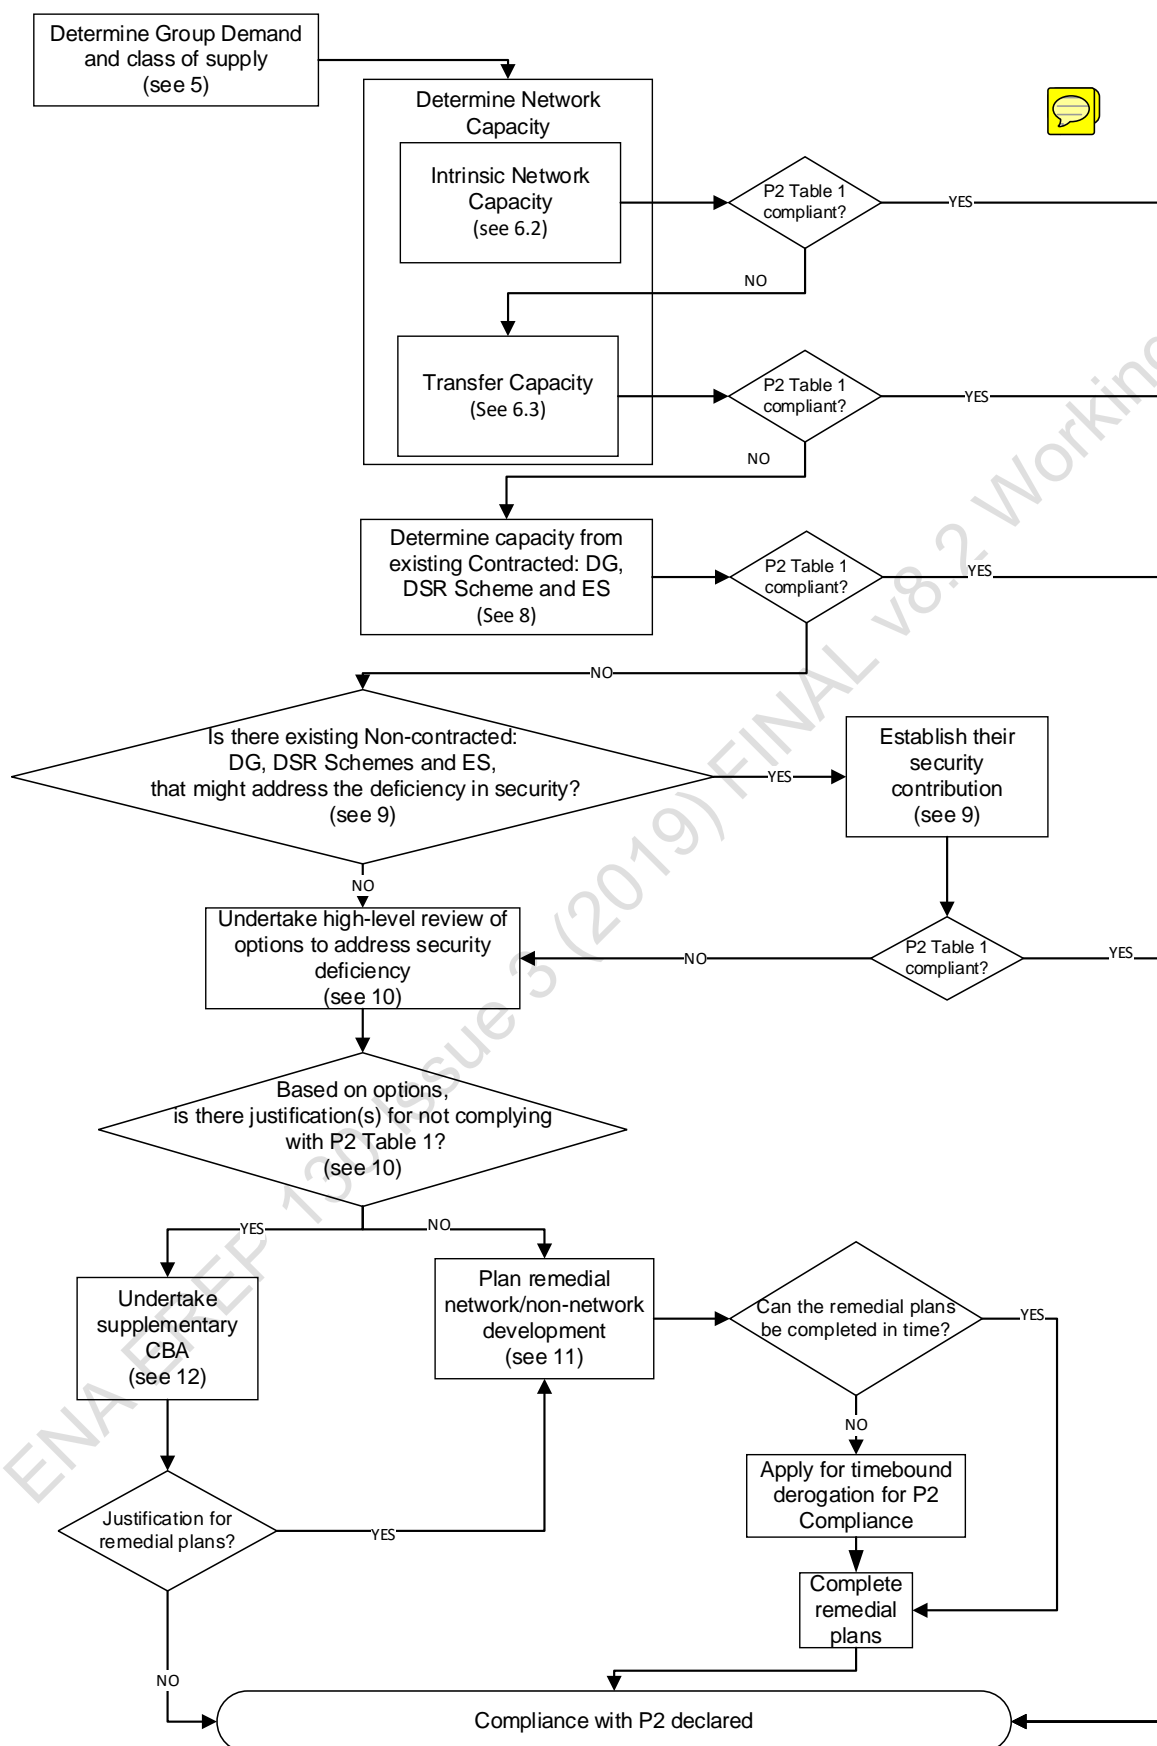 Determine Group Demand
and class of supply
(see 5)
Determine Network
Capacity
Intrinsic Network
Capacity
(see 6.2)
P2 Table 1
compliant?
YES
NO
Transfer Capacity
(See 6.3)
P2 Table 1
compliant?
YES
NO
Determine capacity from
existing Contracted: DG,
DSR Scheme and ES
(See 8)
P2 Table 1
compliant?
YES
NO
Is there existing Non-contracted:
DG, DSR Schemes and ES,
that might address the deficiency in security?
(see 9)
YES
Establish their
security
contribution
(see 9)
NO
Undertake high-level review of
options to address security
deficiency
(see 10)
NO
P2 Table 1
compliant?
YES
Based on options,
is there justification(s) for not complying
with P2 Table 1?
(see 10)
YES
NO
Undertake
supplementary
CBA
(see 12)
Plan remedial
network/non-network
development
(see 11)
Can the remedial plans
be completed in time?
YES
NO
Apply for timebound
derogation for P2
Compliance
Justification for
remedial plans?
YES
Complete
remedial
plans
NO
Compliance with P2 declared
ENA EREP 130 Issue 3 (2019) FINAL v8.2 Working